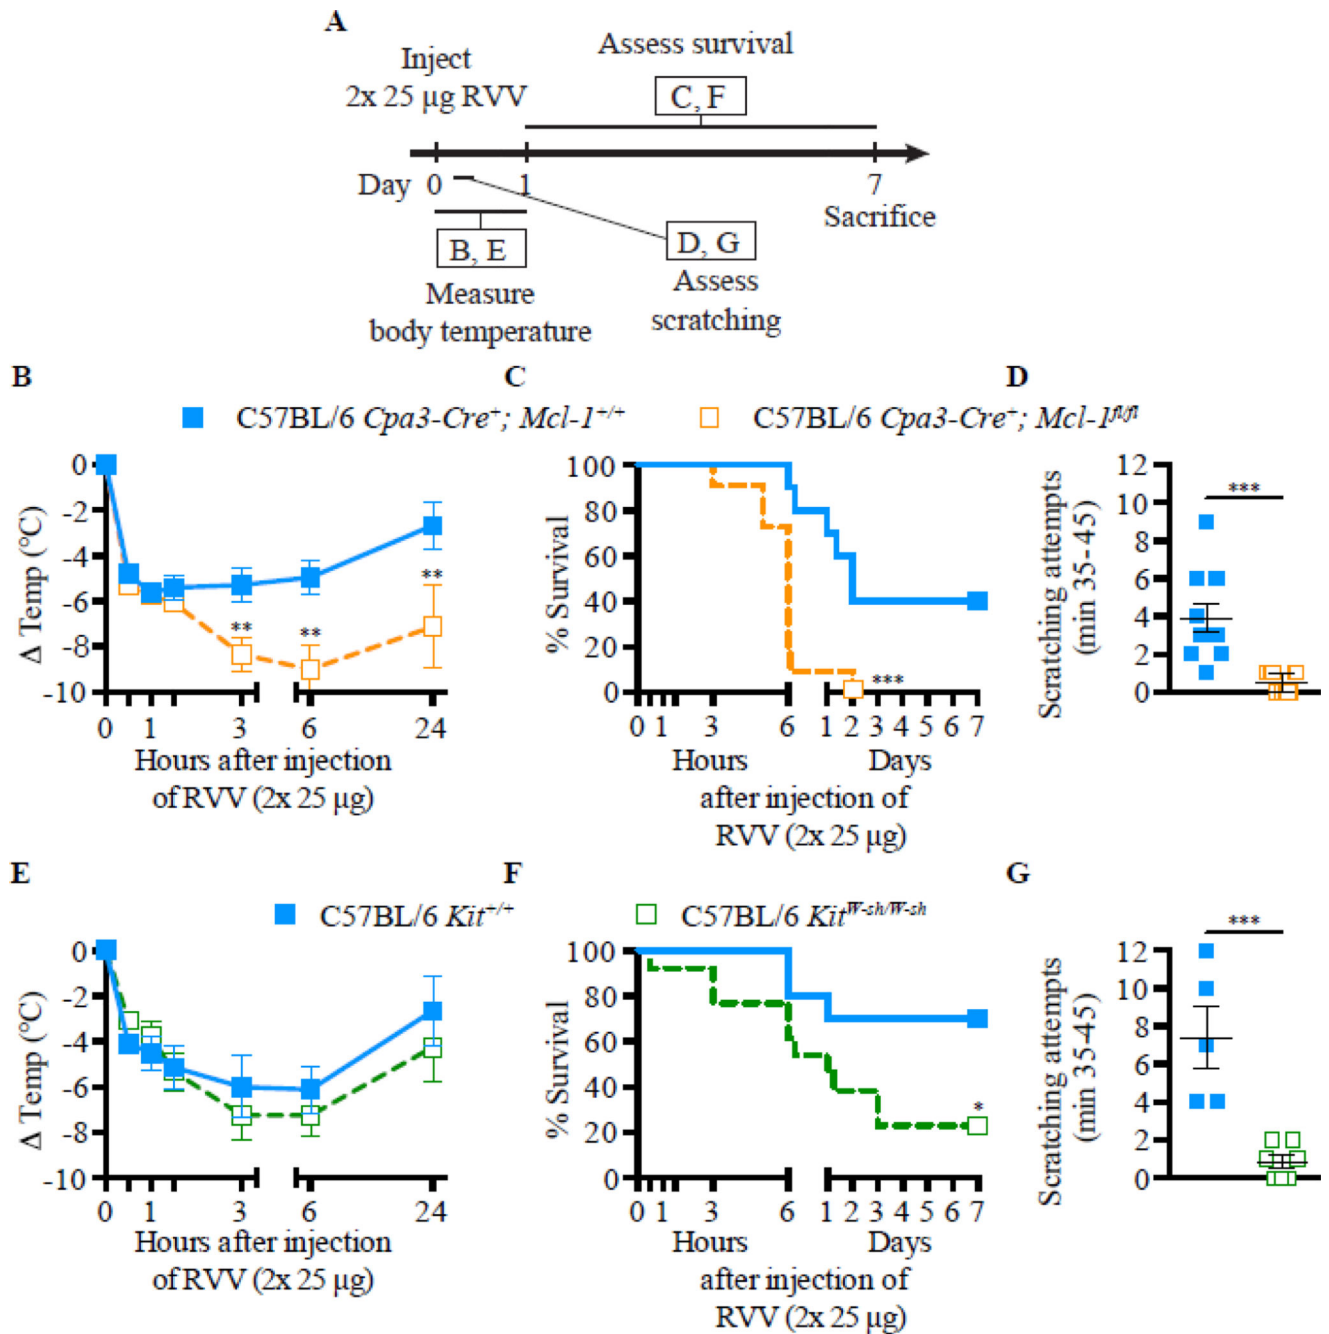 A
Assess survival
Inject
2x 25 µg RVV
C, F
Day 0 1 7
Sacrifice
B, E
D, G
Measure
body temperature
Assess
scratching
B C D
C57BL/6 Cpa3-Cre+; Mcl-1+/+ C57BL/6 Cpa3-Cre+; Mcl-1fl/fl
Δ Temp (°C)
0
-2
-4
-6
-8
-10
** ** **
0 1 3 6 24
Hours after injection
of RVV (2x 25 µg)
% Survival
100
80
60
40
20
0
***
0 1 3 6 1 2 3 4 5 6 7
Hours Days
after injection of
RVV (2x 25 µg)
Scratching attempts
(min 35-45)
12
10
8
6
4
2
0
***
E F G
C57BL/6 Kit+/+ C57BL/6 KitW-sh/W-sh
Δ Temp (°C)
0
-2
-4
-6
-8
-10
0 1 3 6 24
Hours after injection
of RVV (2x 25 µg)
% Survival
100
80
60
40
20
0
*
0 1 3 6 1 2 3 4 5 6 7
Hours Days
after injection of
RVV (2x 25 µg)
Scratching attempts
(min 35-45)
12
10
8
6
4
2
0
***